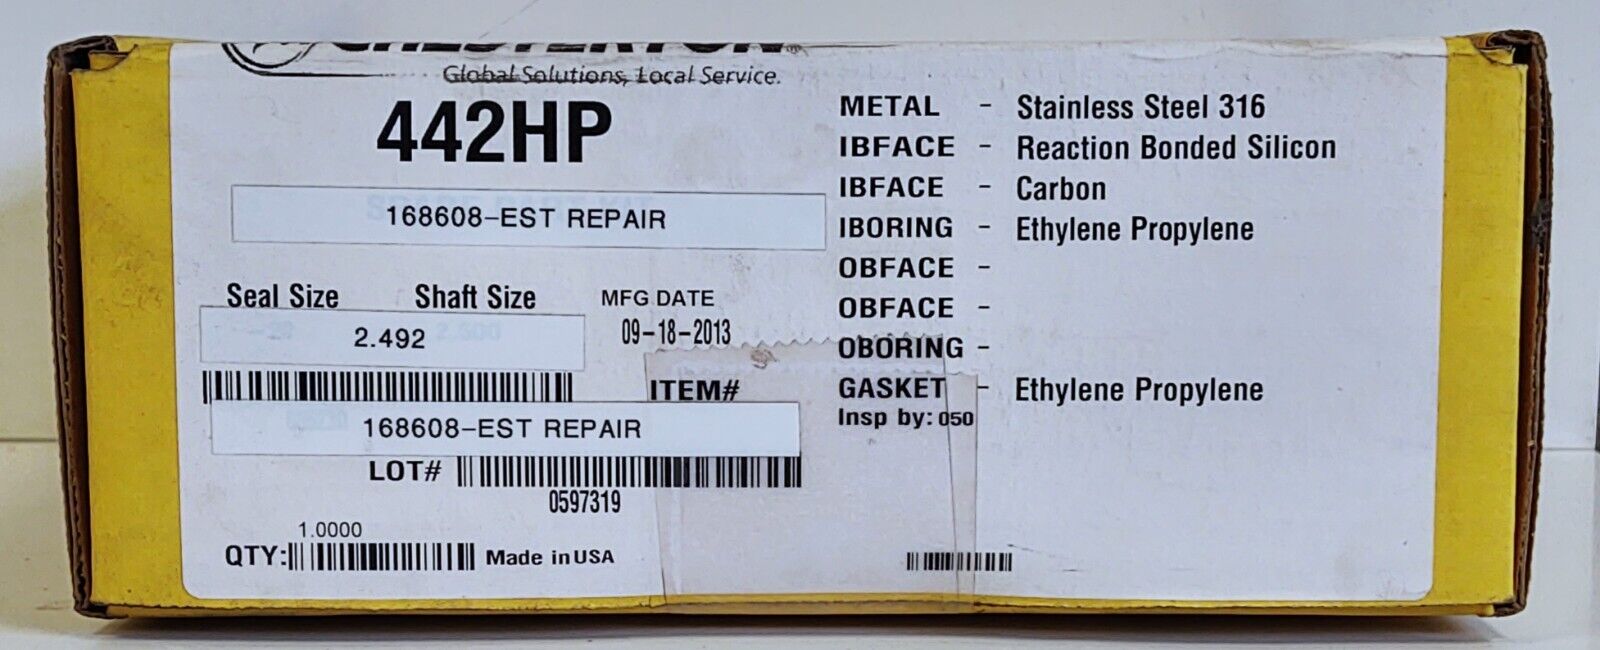 CHESTERTON®
Global Solutions, Local Service.
442HP
168608-EST REPAIR
Seal Size Shaft Size MFG DATE
2.492 09-18-2013
ITEM#
168608-EST REPAIR
LOT#
0597319
1.0000
QTY: Made in USA
METAL - Stainless Steel 316
IBFACE - Reaction Bonded Silicon
IBFACE - Carbon
IBORING - Ethylene Propylene
OBFACE -
OBFACE -
OBORING -
GASKET - Ethylene Propylene
Insp by: 050